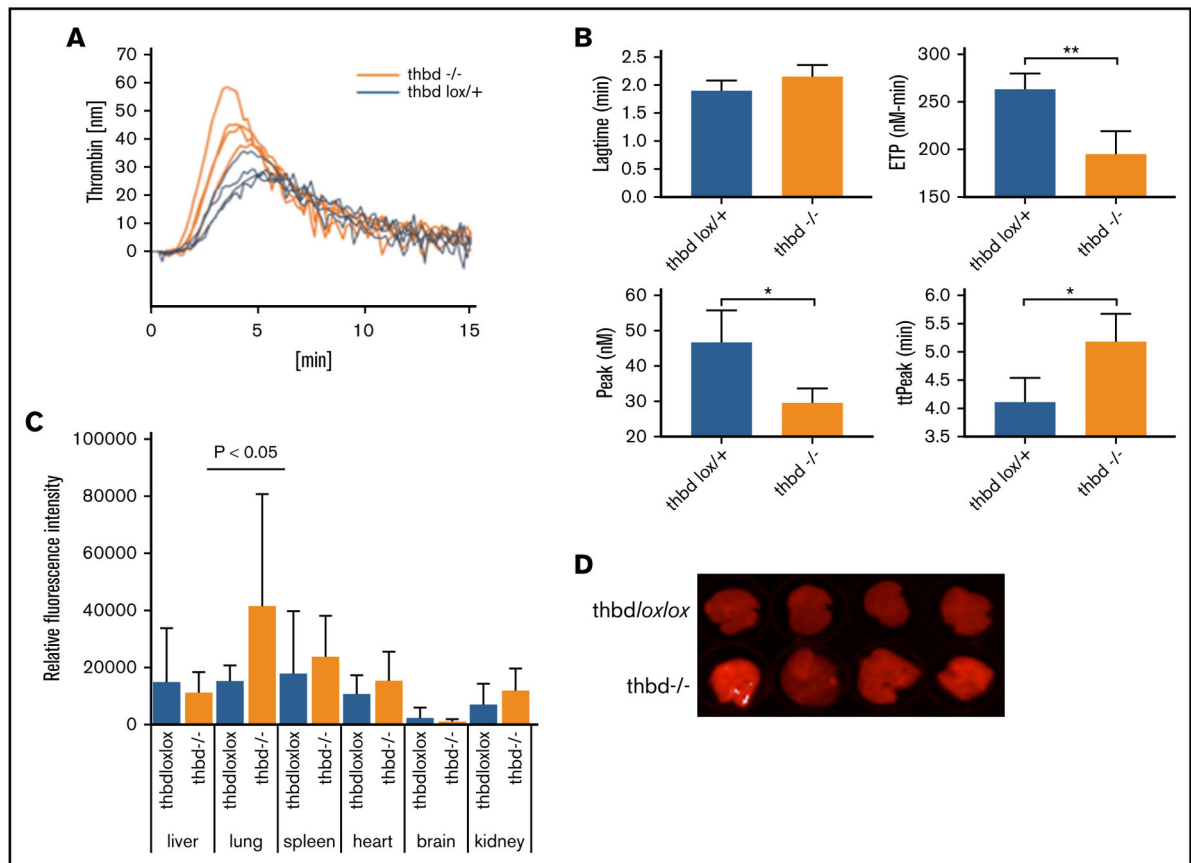 A
Thrombin [nm]
70
60
50
40
30
20
10
0
0 5 10 15
[min]
thbd -/-
thbd lox/+
B
Lagtime (min)
2.5
2.0
1.5
1.0
0.5
0.0
thbd lox/+
thbd -/-
ETP (nM-min)
300
250
200
150
**
thbd lox/+
thbd -/-
Peak (nM)
60
50
40
30
20
*
thbd lox/+
thbd -/-
ttPeak (min)
6.0
5.5
5.0
4.5
4.0
3.5
*
thbd lox/+
thbd -/-
C
Relative fluorescence intensity
100000
80000
60000
40000
20000
0
P < 0.05
thbdloxlox
thbd-/-
thbdloxlox
thbd-/-
thbdloxlox
thbd-/-
thbdloxlox
thbd-/-
thbdloxlox
thbd-/-
thbdloxlox
thbd-/-
liver lung spleen heart brain kidney
D
thbdloxlox
thbd-/-